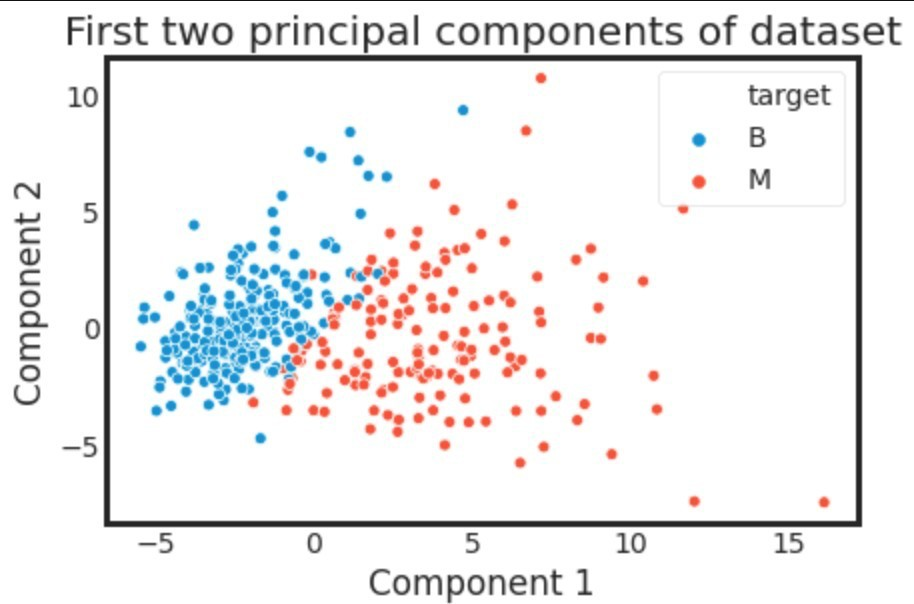 First two principal components of dataset
target
B
M
10
5
0
−5
Component 2
−5 0 5 10 15
Component 1